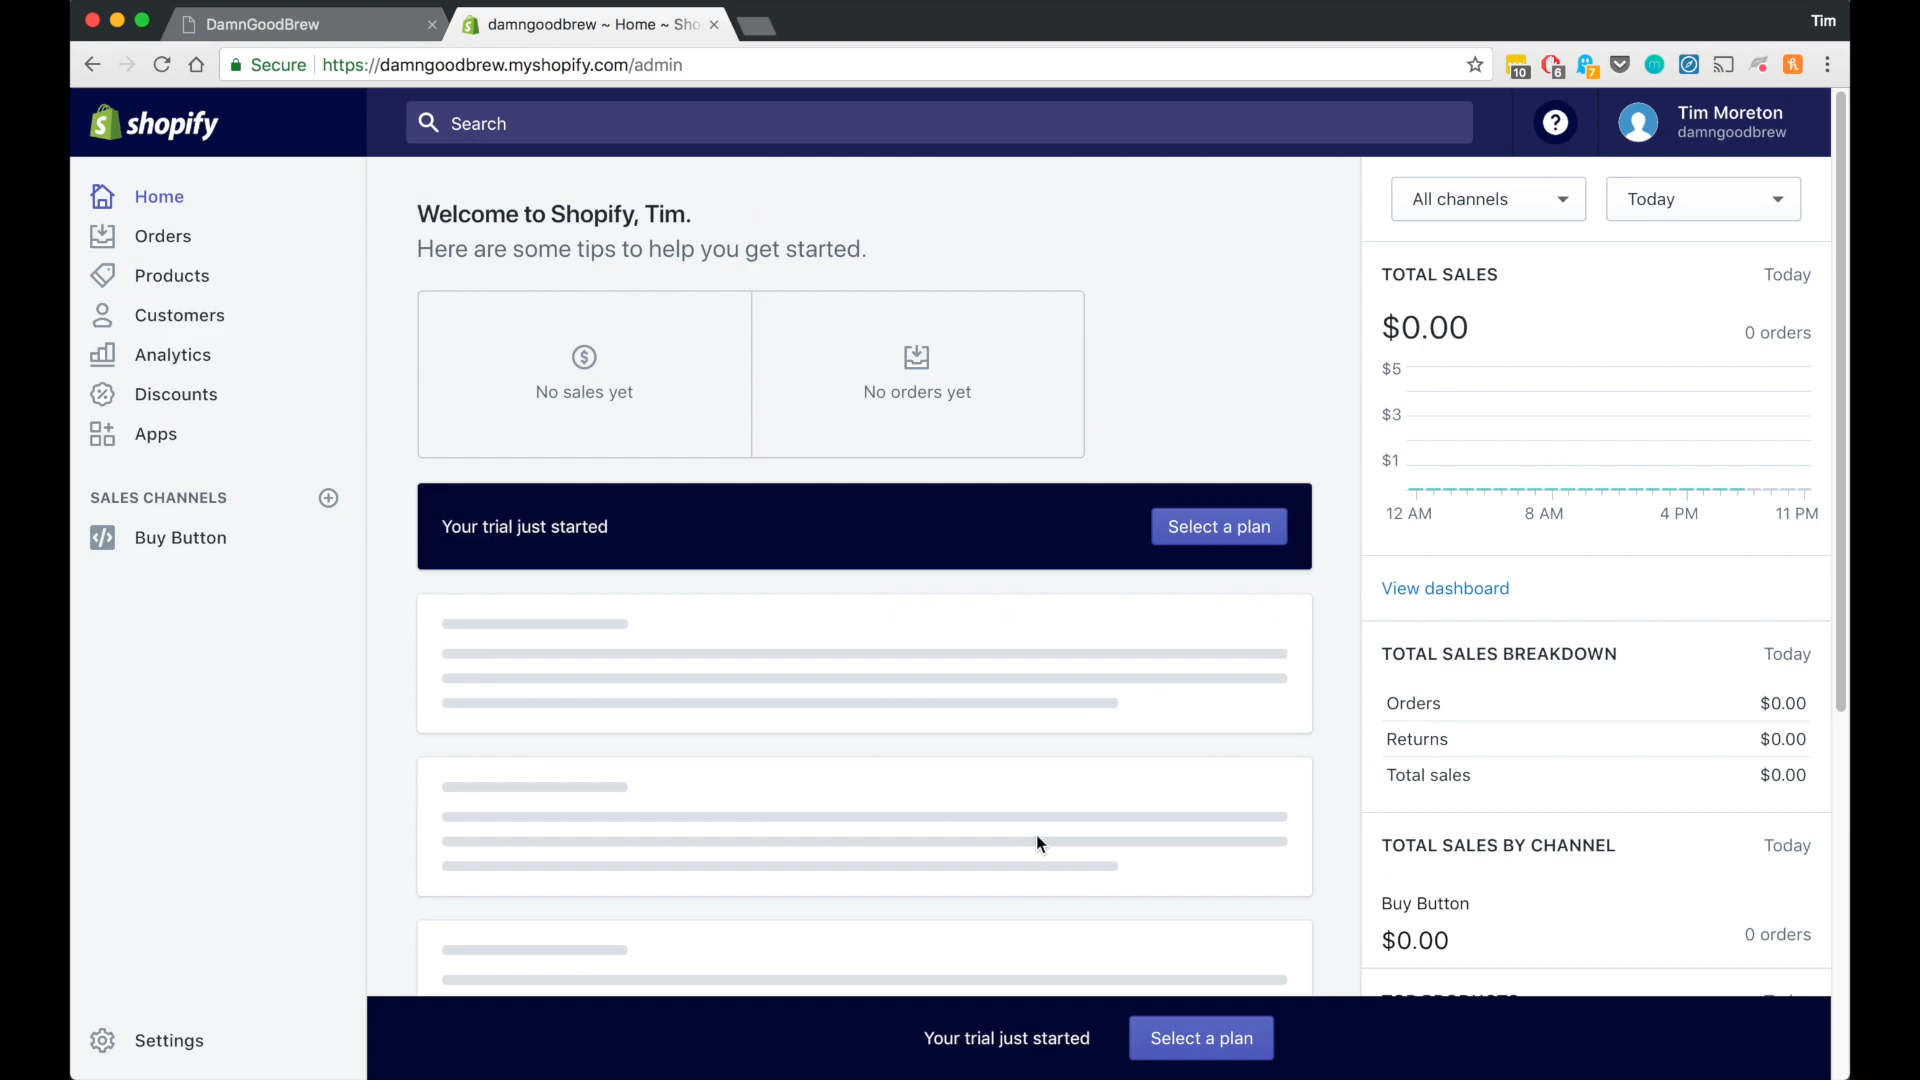 DamnGoodBrew
damngoodbrew ~ Home ~ Sho
Tim
Secure
https://damngoodbrew.myshopify.com/admin
10
6
7
shopify
Search
?
Tim Moreton
damngoodbrew
Home
Orders
Products
Customers
Analytics
Discounts
Apps
SALES CHANNELS
Buy Button
Settings
Welcome to Shopify, Tim.
Here are some tips to help you get started.
No sales yet
No orders yet
Your trial just started
Select a plan
All channels
Today
TOTAL SALES
Today
$0.00
0 orders
$5
$3
$1
12 AM
8 AM
4 PM
11 PM
View dashboard
TOTAL SALES BREAKDOWN
Today
Orders
$0.00
Returns
$0.00
Total sales
$0.00
TOTAL SALES BY CHANNEL
Today
Buy Button
$0.00
0 orders
Your trial just started
Select a plan